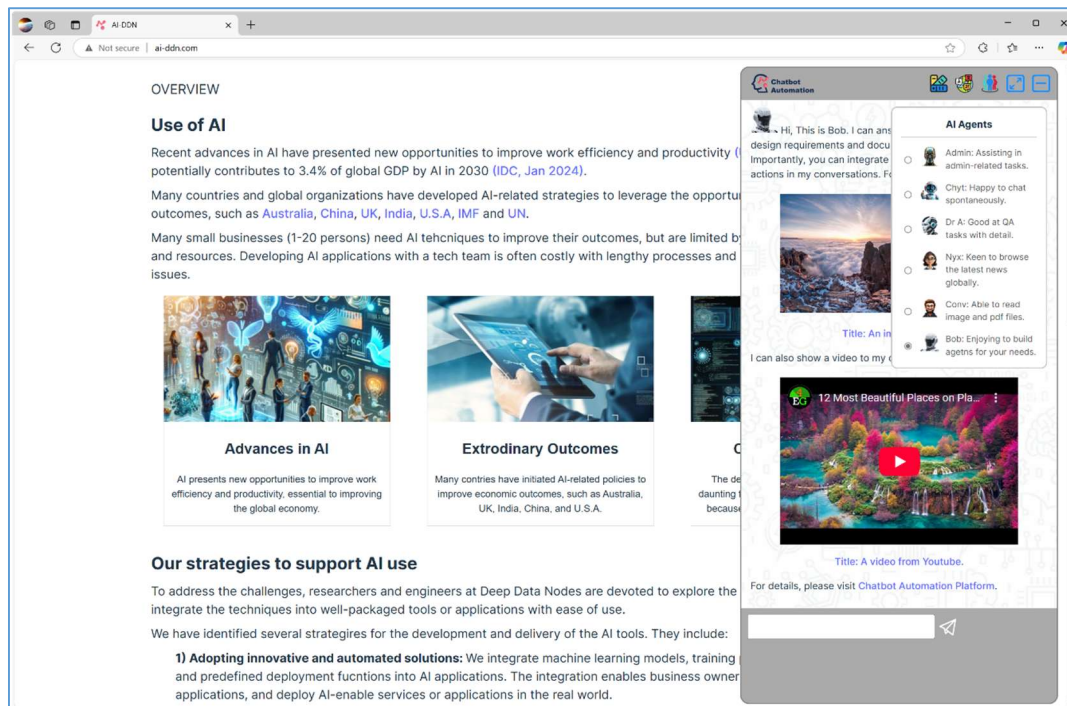 AI-DDN
Not secure
ai-ddn.com
OVERVIEW
Use of AI
Recent advances in AI have presented new opportunities to improve work efficiency and productivity (
potentially contributes to 3.4% of global GDP by AI in 2030 (IDC, Jan 2024).
Many countries and global organizations have developed AI-related strategies to leverage the opportu
outcomes, such as Australia, China, UK, India, U.S.A, IMF and UN.
Many small businesses (1-20 persons) need AI tehcniques to improve their outcomes, but are limited by
and resources. Developing AI applications with a tech team is often costly with lengthy processes and
issues.
Advances in AI
AI presents new opportunities to improve work
efficiency and productivity, essential to improving
the global economy.
Extrodinary Outcomes
Many contries have initiated AI-related policies to
improve economic outcomes, such as Australia,
UK, India, China, and U.S.A.
C
The de
daunting
because
Our strategies to support AI use
To address the challenges, researchers and engineers at Deep Data Nodes are devoted to explore the
integrate the techniques into well-packaged tools or applications with ease of use.
We have identified several strategires for the development and delivery of the AI tools. They include:
1) Adopting innovative and automated solutions: We integrate machine learning models, training
and predefined deployment fucntions into AI applications. The integration enables business owner
applications, and deploy AI-enable services or applications in the real world.
Chatbot
Automation
Hi, This is Bob. I can ans
design requirements and docu
Importantly, you can integrate
actions in my conversations. Fo
Title: An in
I can also show a video to my c
12 Most Beautiful Places on Pla...
Title: A video from Youtube.
For details, please visit Chatbot Automation Platform.
AI Agents
Admin: Assisting in
admin-related tasks.
Chyt: Happy to chat
spontaneously.
Dr A: Good at QA
tasks with detail.
Nyx: Keen to browse
the latest news
globally.
Conv: Able to read
image and pdf files.
Bob: Enjoying to build
agetns for your needs.